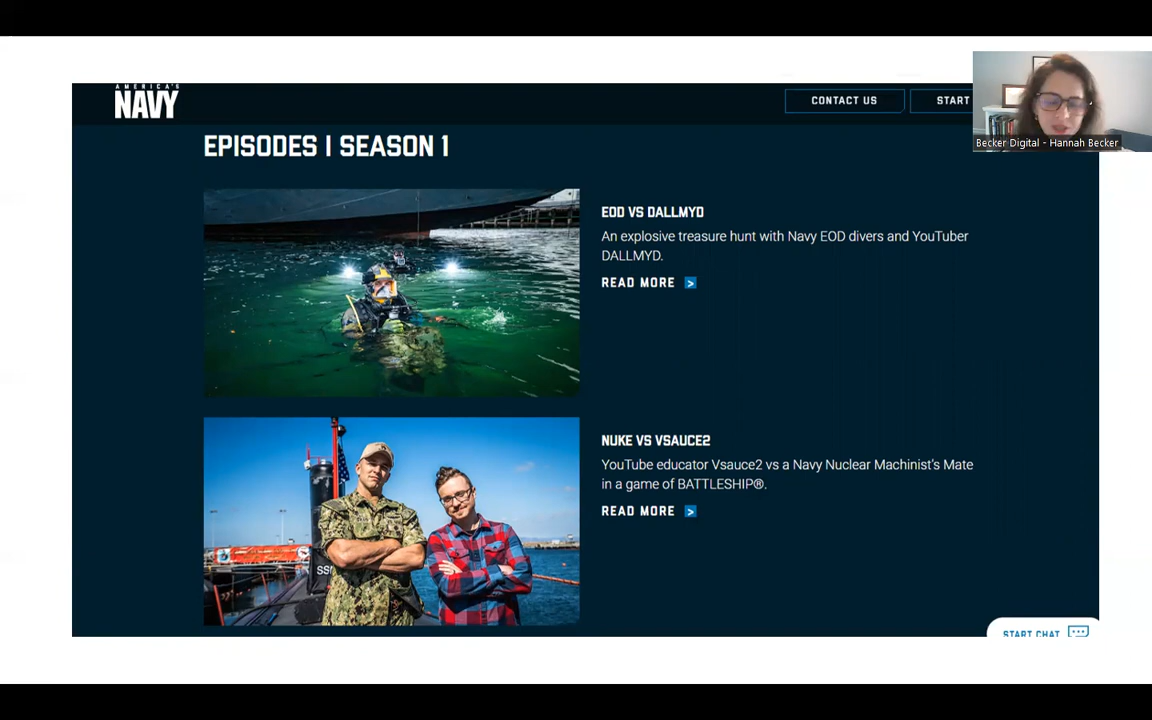 AMERICA'S
NAVY
CONTACT US
START
Becker Digital - Hannah Becker
EPISODES | SEASON 1
EOD VS DALLMYD
An explosive treasure hunt with Navy EOD divers and YouTuber
DALLMYD.
READ MORE >
NUKE VS VSAUCE2
YouTube educator Vsauce2 vs a Navy Nuclear Machinist's Mate
in a game of BATTLESHIP®.
READ MORE >
SS
START CHAT